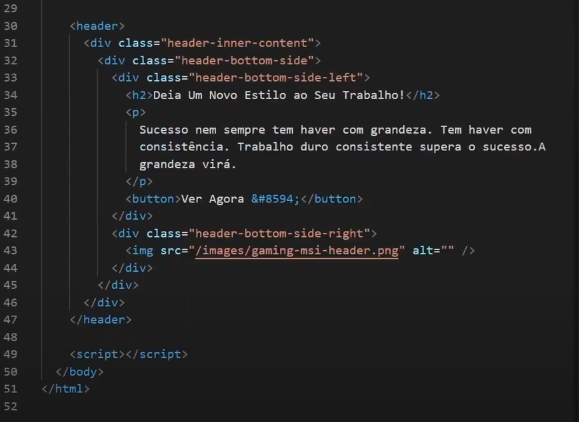 29
30 <header>
31 <div class="header-inner-content">
32 <div class="header-bottom-side">
33 <div class="header-bottom-side-left">
34 <h2>Deia Um Novo Estilo ao Seu Trabalho!</h2>
35 <p>
36 Sucesso nem sempre tem haver com grandeza. Tem haver com
37 consistência. Trabalho duro consistente supera o sucesso.A
38 grandeza virá.
39 </p>
40 <button>Ver Agora &#8594;</button>
41 </div>
42 <div class="header-bottom-side-right">
43 <img src="/images/gaming-msi-header.png" alt="" />
44 </div>
45 </div>
46 </div>
47 </header>
48
49 <script></script>
50 </body>
51 </html>
52